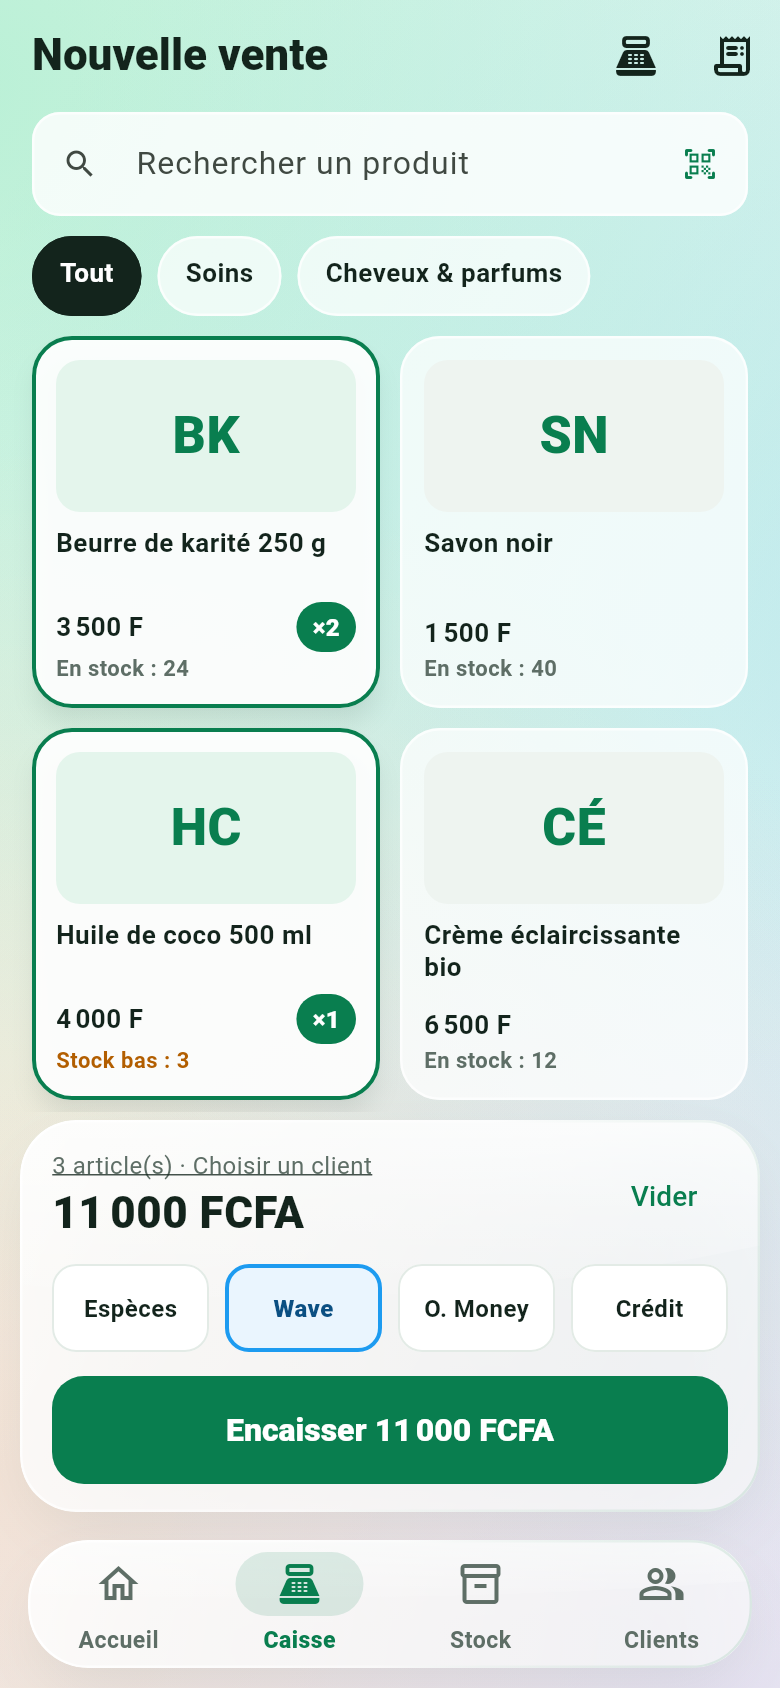 Nouvelle vente
Rechercher un produit
Tout
Soins
Cheveux & parfums
BK
Beurre de karité 250 g
3 500 F
×2
En stock : 24
SN
Savon noir
1 500 F
En stock : 40
HC
Huile de coco 500 ml
4 000 F
×1
Stock bas : 3
CÉ
Crème éclaircissante
bio
6 500 F
En stock : 12
3 article(s) · Choisir un client
11 000 FCFA
Vider
Espèces
Wave
O. Money
Crédit
Encaisser 11 000 FCFA
Accueil
Caisse
Stock
Clients